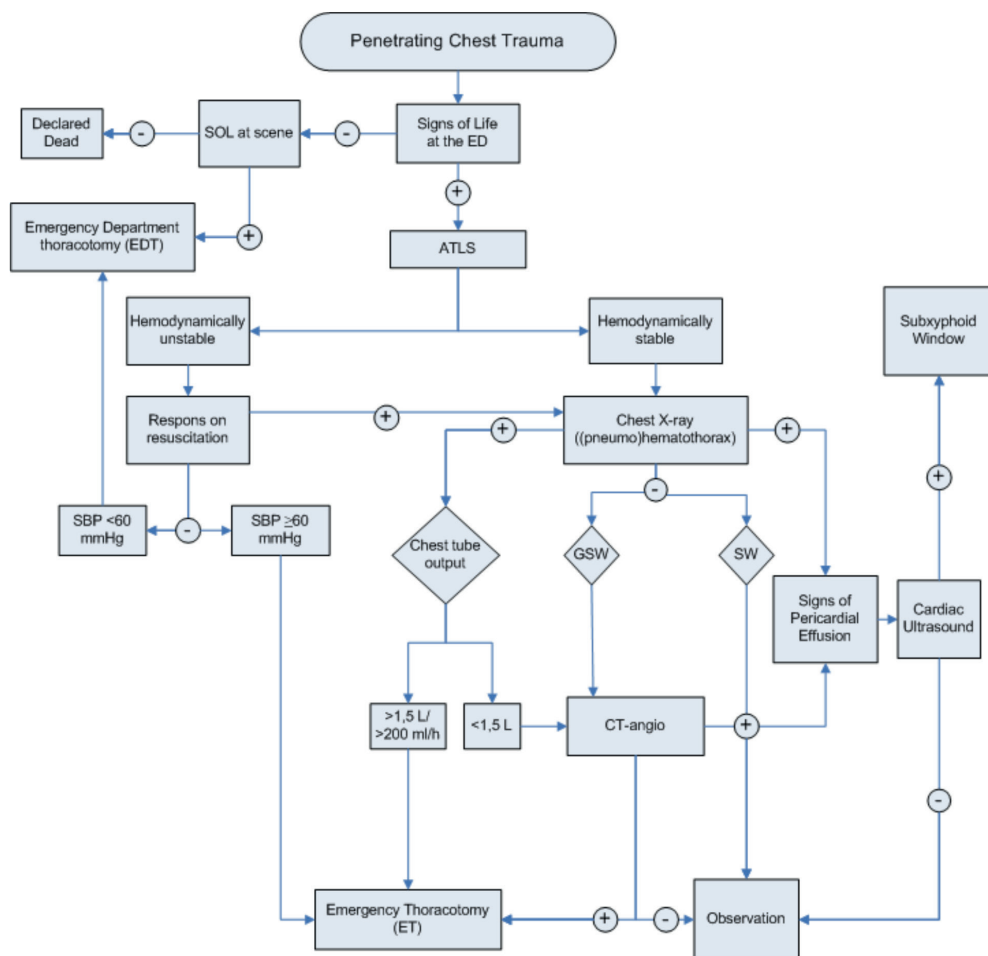 Penetrating Chest Trauma
Declared
Dead
-
SOL at scene
-
Signs of Life
at the ED
+
Emergency Department
thoracotomy (EDT)
+
ATLS
Hemodynamically
unstable
Hemodynamically
stable
Subxyphoid
Window
Respons on
resuscitation
+
+
Chest X-ray
((pneumo)hematothorax)
+
-
+
SBP <60
mmHg
-
SBP ≥60
mmHg
Chest tube
output
GSW
SW
Signs of
Pericardial
Effusion
Cardiac
Ultrasound
>1,5 L/
>200 ml/h
<1,5 L
CT-angio
+
-
Emergency Thoracotomy
(ET)
+
-
Observation